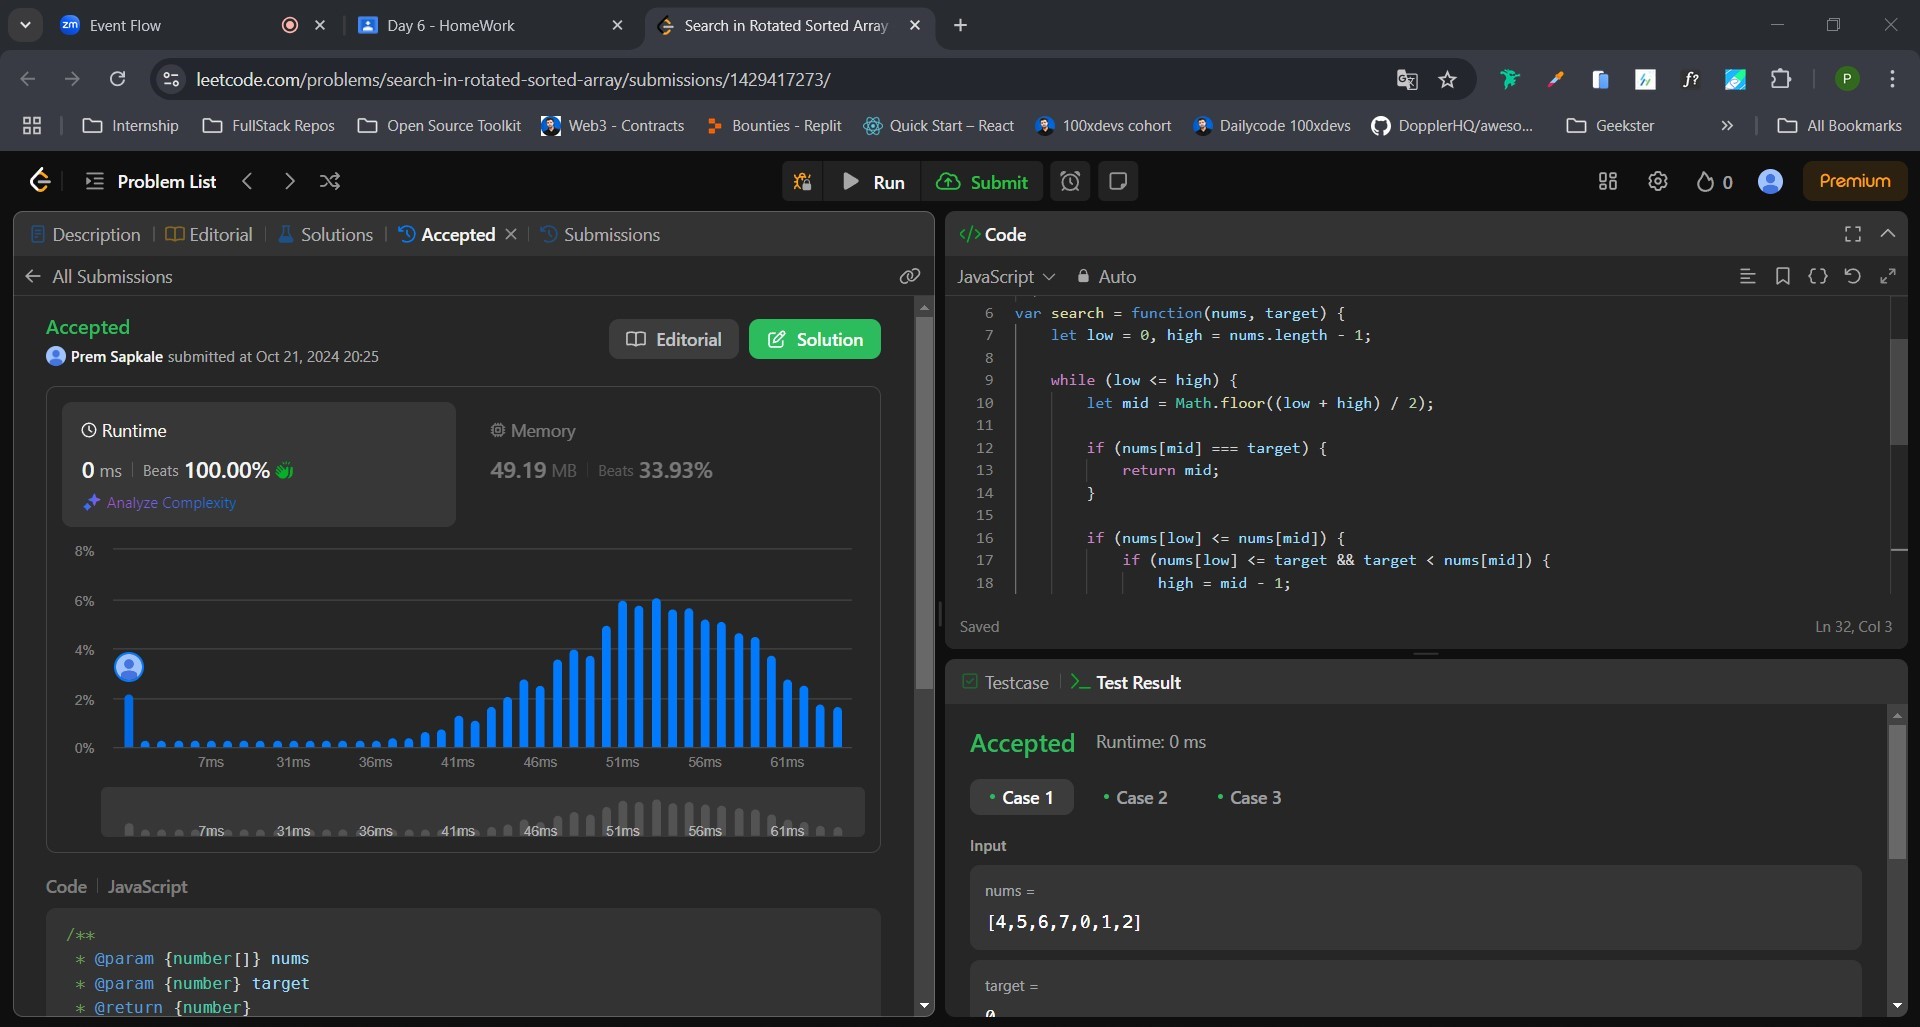 zm Event Flow
Day 6 - HomeWork
Search in Rotated Sorted Array
leetcode.com/problems/search-in-rotated-sorted-array/submissions/1429417273/
f?
P
Internship
FullStack Repos
Open Source Toolkit
Web3 - Contracts
Bounties - Replit
Quick Start – React
100xdevs cohort
Dailycode 100xdevs
DopplerHQ/aweso...
Geekster
»
All Bookmarks
Problem List
Run
Submit
0
Premium
Description
Editorial
Solutions
Accepted
Submissions
All Submissions
Accepted
Prem Sapkale submitted at Oct 21, 2024 20:25
Editorial
Solution
Runtime
0 ms Beats 100.00%
Analyze Complexity
Memory
49.19 MB Beats 33.93%
8%
6%
4%
2%
0%
7ms 31ms 36ms 41ms 46ms 51ms 56ms 61ms
7ms 31ms 36ms 41ms 46ms 51ms 56ms 61ms
Code JavaScript
/**
* @param {number[]} nums
* @param {number} target
* @return {number}
</> Code
JavaScript
Auto
6 var search = function(nums, target) {
7 let low = 0, high = nums.length - 1;
8
9 while (low <= high) {
10 let mid = Math.floor((low + high) / 2);
11
12 if (nums[mid] === target) {
13 return mid;
14 }
15
16 if (nums[low] <= nums[mid]) {
17 if (nums[low] <= target && target < nums[mid]) {
18 high = mid - 1;
Saved
Ln 32, Col 3
Testcase
Test Result
Accepted Runtime: 0 ms
Case 1
Case 2
Case 3
Input
nums =
[4,5,6,7,0,1,2]
target =
0